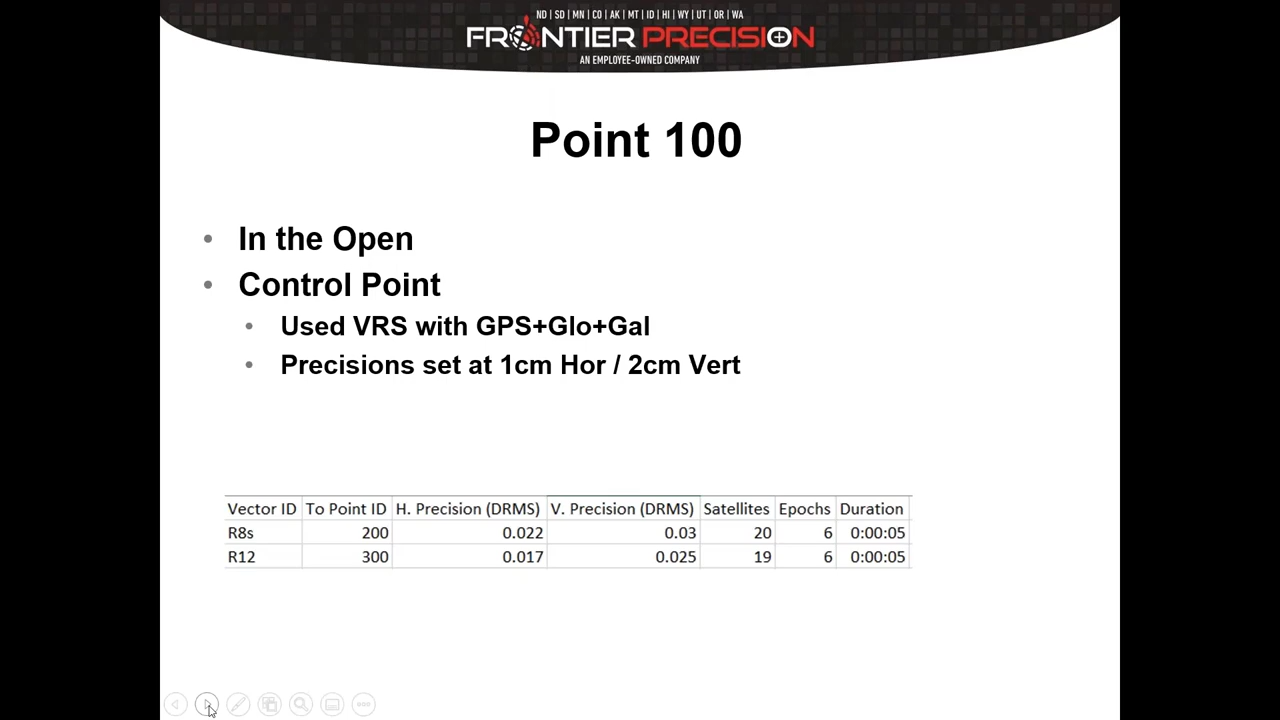 ND | SD | MN | CO | AK | MT | ID | HI | WY | UT | OR | WA
FRONTIER PRECISION
AN EMPLOYEE-OWNED COMPANY
Point 100
• In the Open
• Control Point
• Used VRS with GPS+Glo+Gal
• Precisions set at 1cm Hor / 2cm Vert
Vector ID To Point ID H. Precision (DRMS) V. Precision (DRMS) Satellites Epochs Duration
R8s 200 0.022 0.03 20 6 0:00:05
R12 300 0.017 0.025 19 6 0:00:05